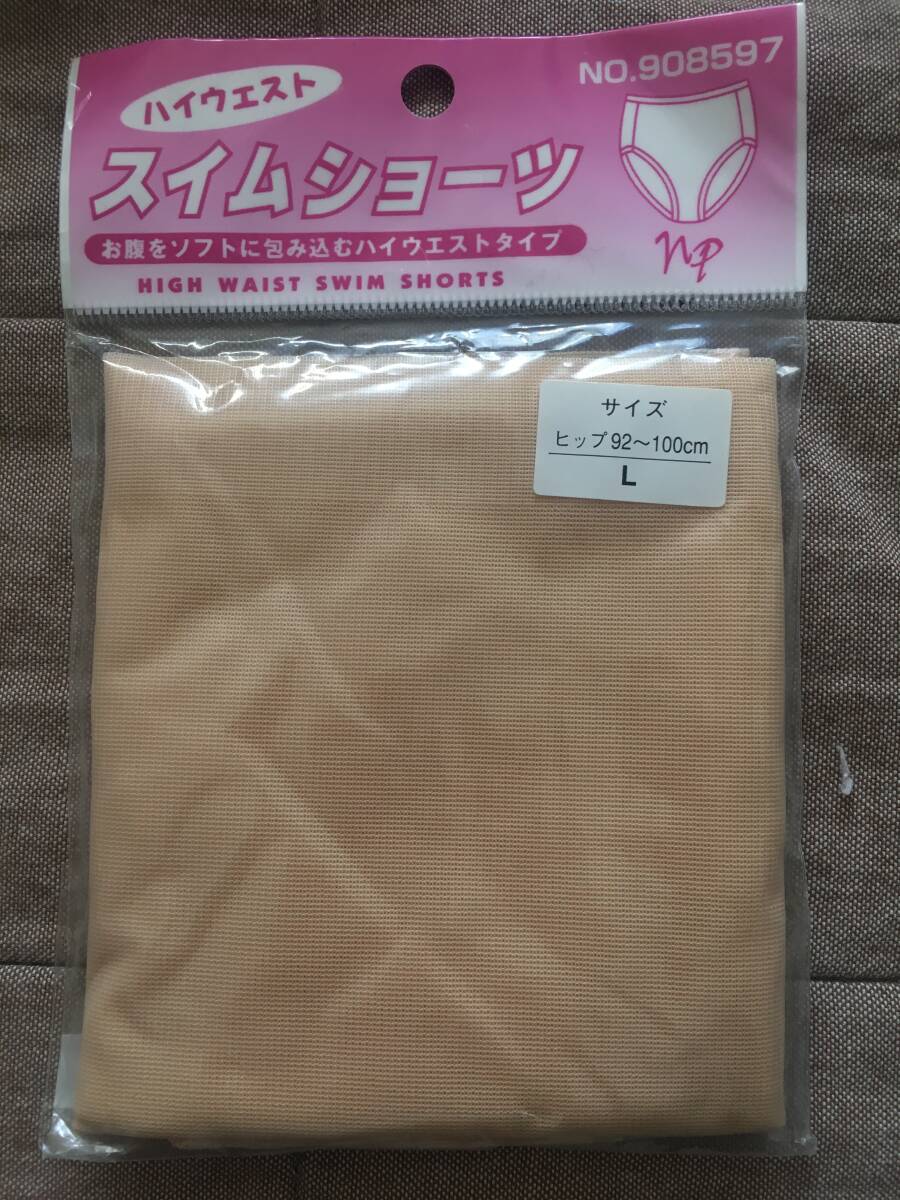 NO.908597
ハイウエスト
スイムショーツ
お腹をソフトに包み込むハイウエストタイプ
HIGH WAIST SWIM SHORTS
np
サイズ
ヒップ92〜100cm
L